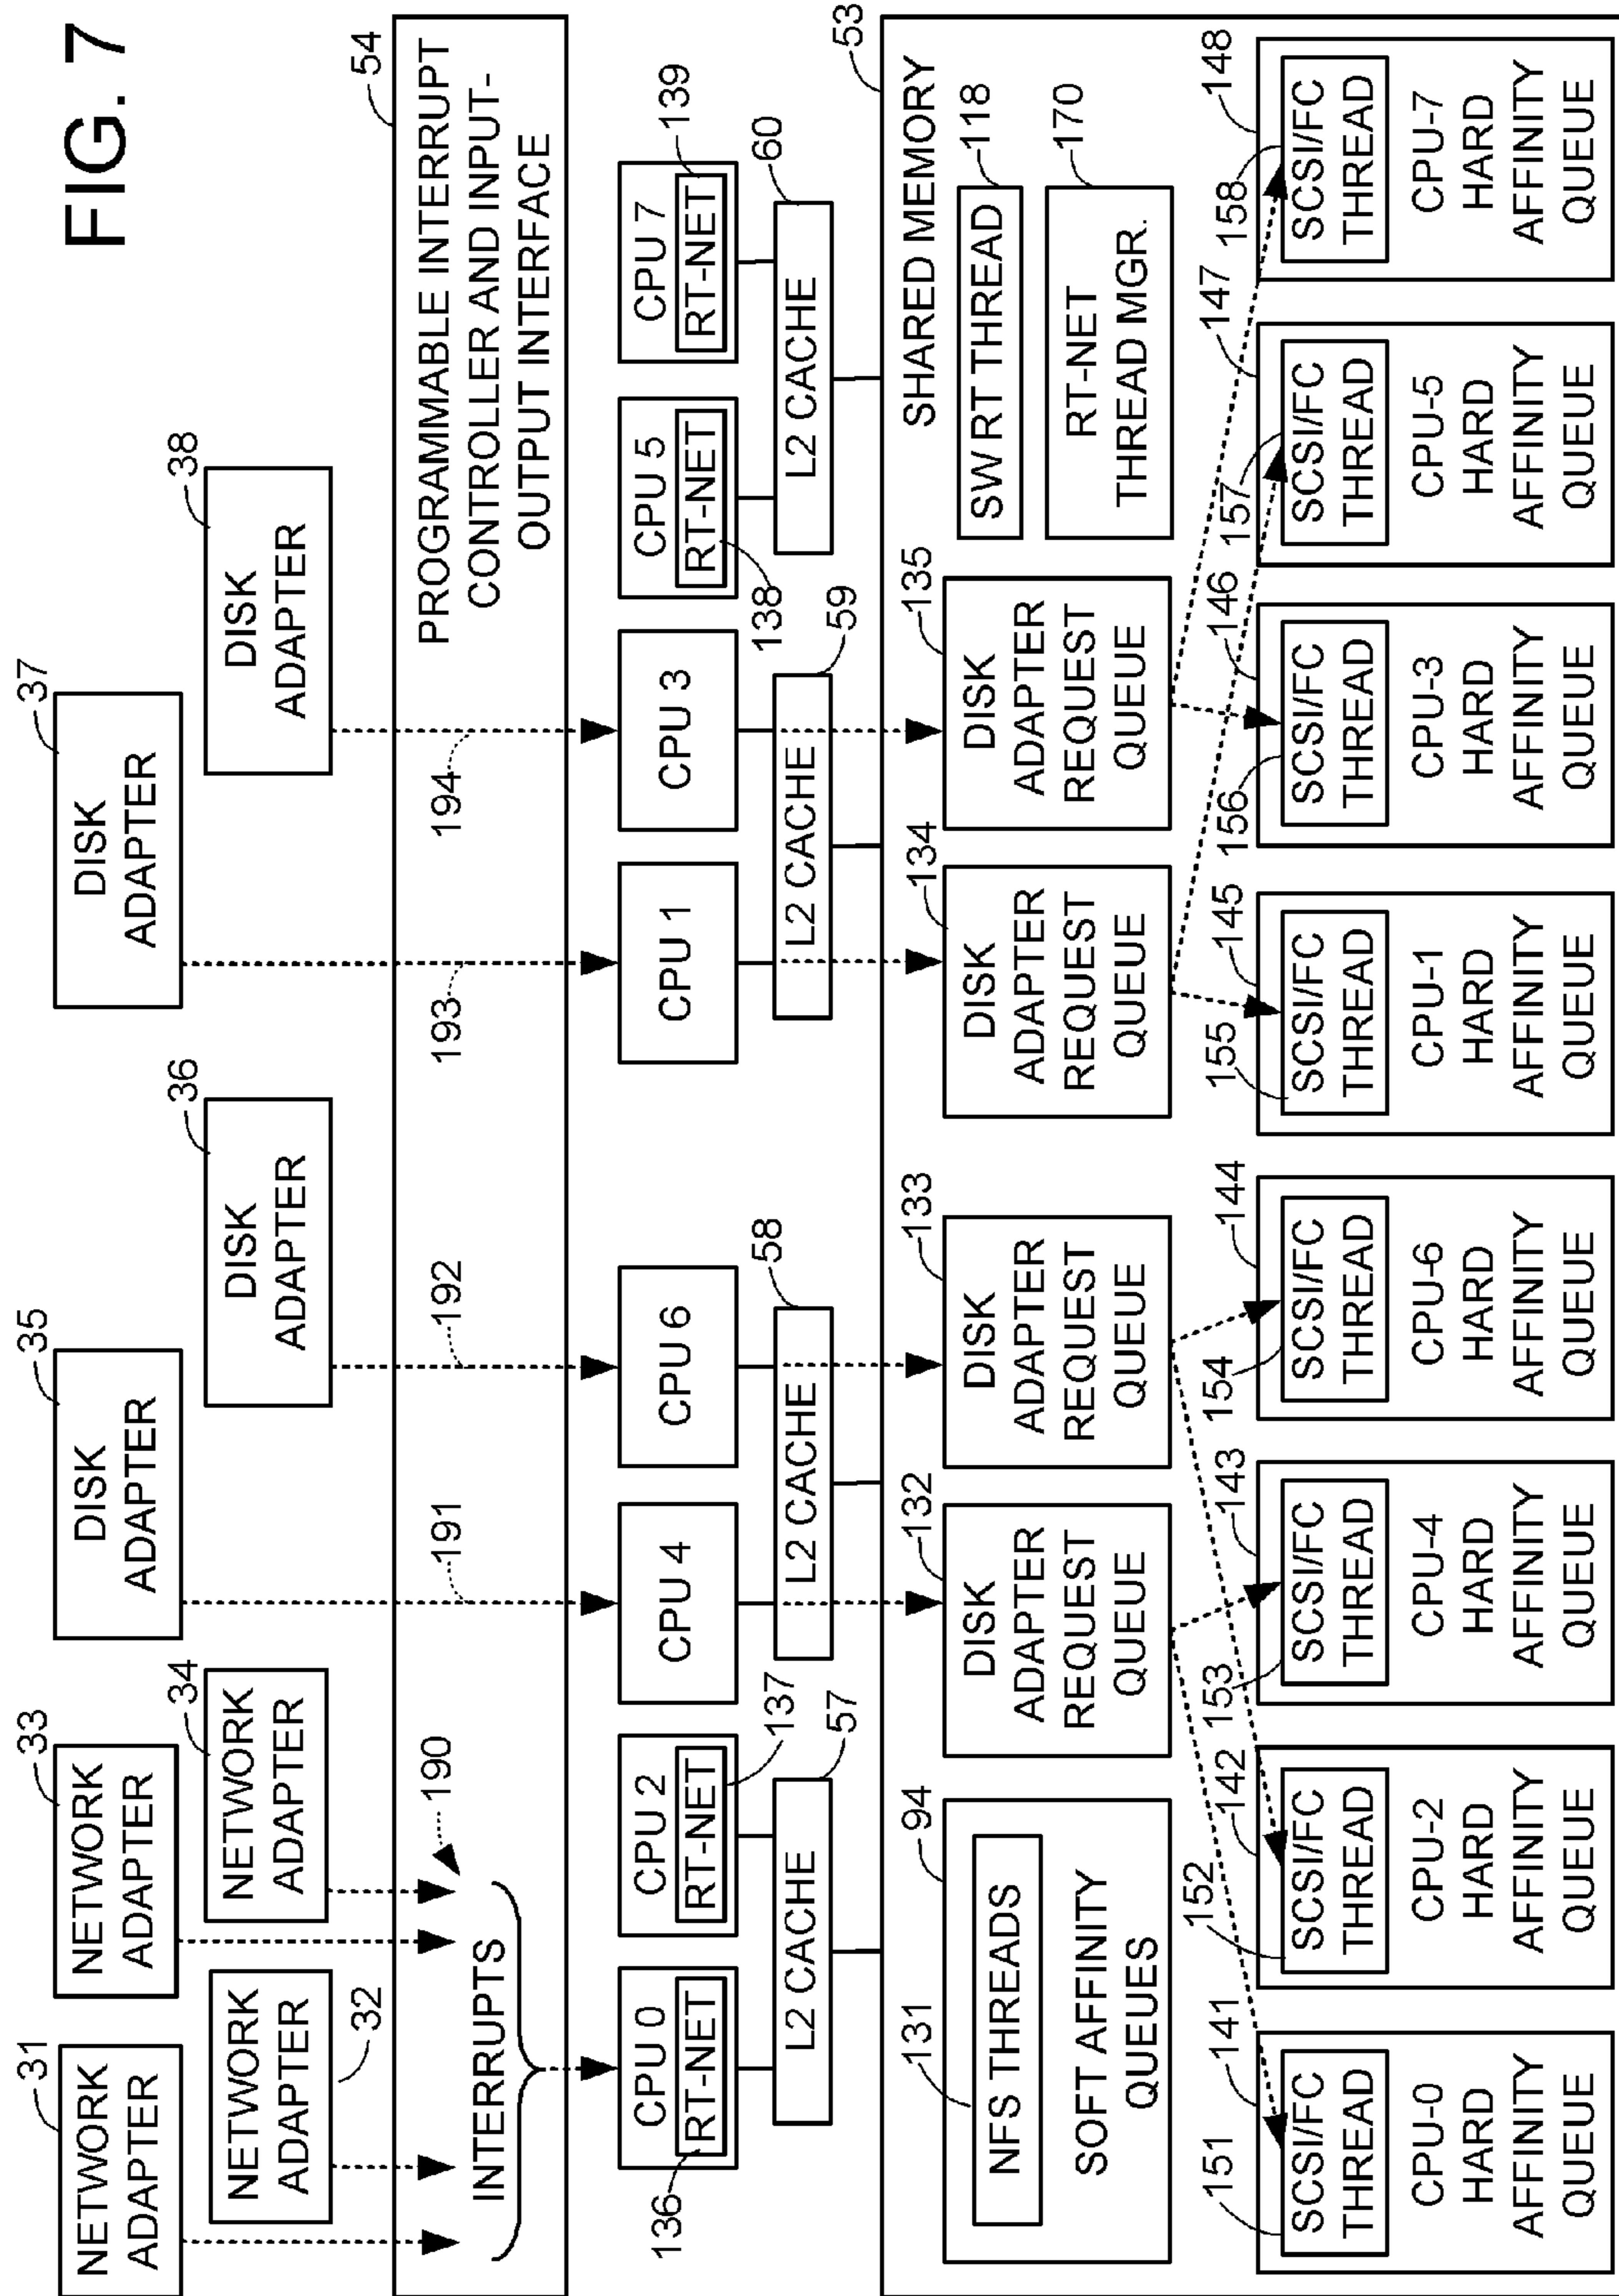 FIG. 7
31
NETWORK
ADAPTER
33
NETWORK
ADAPTER
35
DISK
ADAPTER
37
DISK
ADAPTER
NETWORK
ADAPTER
32
34
NETWORK
ADAPTER
36
DISK
ADAPTER
38
DISK
ADAPTER
54
190
INTERRUPTS
191
192
193
194
PROGRAMMABLE INTERRUPT
CONTROLLER AND INPUT-
OUTPUT INTERFACE
CPU 0
RT-NET
136
CPU 2
RT-NET
137
CPU 4
CPU 6
CPU 1
CPU 3
CPU 5
RT-NET
138
CPU 7
RT-NET
139
L2 CACHE
57
L2 CACHE
58
L2 CACHE
59
L2 CACHE
60
53
SHARED MEMORY
131
NFS THREADS
94
SOFT AFFINITY
QUEUES
132
DISK
ADAPTER
REQUEST
QUEUE
133
DISK
ADAPTER
REQUEST
QUEUE
134
DISK
ADAPTER
REQUEST
QUEUE
135
DISK
ADAPTER
REQUEST
QUEUE
SWRT THREAD
118
RT-NET
THREAD MGR.
170
151
141
SCSI/FC
THREAD
CPU-0
HARD
AFFINITY
QUEUE
152
142
SCSI/FC
THREAD
CPU-2
HARD
AFFINITY
QUEUE
153
143
SCSI/FC
THREAD
CPU-4
HARD
AFFINITY
QUEUE
154
144
SCSI/FC
THREAD
CPU-6
HARD
AFFINITY
QUEUE
155
145
SCSI/FC
THREAD
CPU-1
HARD
AFFINITY
QUEUE
156
146
SCSI/FC
THREAD
CPU-3
HARD
AFFINITY
QUEUE
157
147
SCSI/FC
THREAD
CPU-5
HARD
AFFINITY
QUEUE
158
148
SCSI/FC
THREAD
CPU-7
HARD
AFFINITY
QUEUE